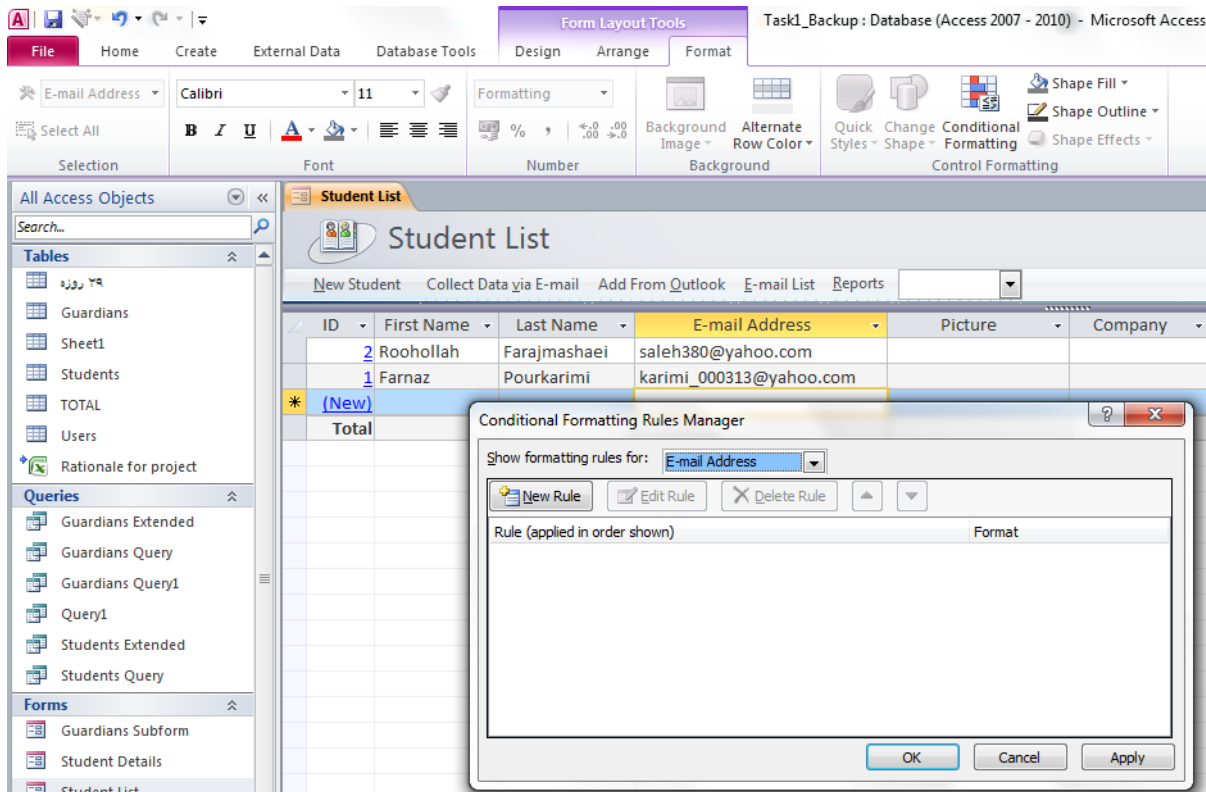 Form Layout Tools
Task1_Backup : Database (Access 2007 - 2010) - Microsoft Access
File Home Create External Data Database Tools Design Arrange Format
E-mail Address
Select All
Selection
Calibri 11
B I U A
Font
Formatting
% , .0 .00 .00 .0
Number
Background Image
Alternate Row Color
Background
Quick Styles
Change Shape
Conditional Formatting
Shape Fill
Shape Outline
Shape Effects
Control Formatting
All Access Objects
Search...
Tables
۲۹ روزه
Guardians
Sheet1
Students
TOTAL
Users
Rationale for project
Queries
Guardians Extended
Guardians Query
Guardians Query1
Query1
Students Extended
Students Query
Forms
Guardians Subform
Student Details
Student List
Student List
Student List
New Student Collect Data via E-mail Add From Outlook E-mail List Reports
ID First Name Last Name E-mail Address Picture Company
2 Roohollah Farajmashaei saleh380@yahoo.com
1 Farnaz Pourkarimi karimi_000313@yahoo.com
* (New)
Total
Conditional Formatting Rules Manager
Show formatting rules for: E-mail Address
New Rule Edit Rule Delete Rule
Rule (applied in order shown) Format
OK Cancel Apply